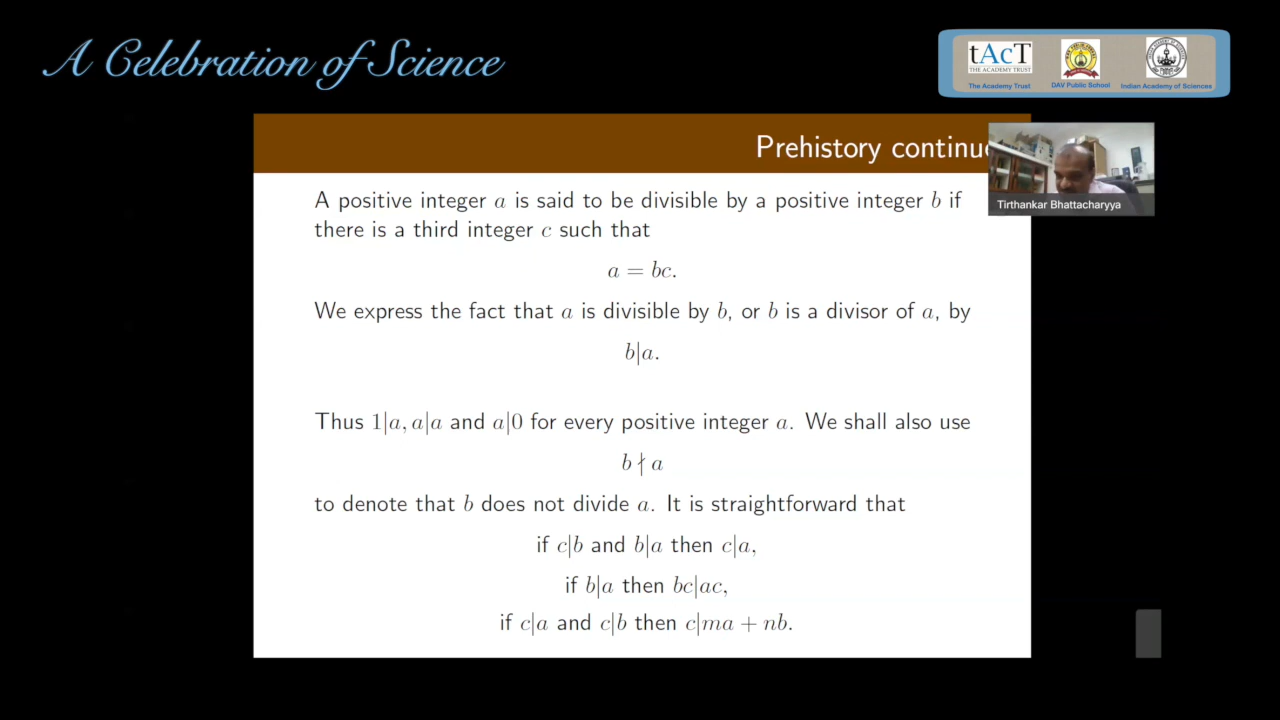 A Celebration of Science
tAcT
THE ACADEMY TRUST
The Academy Trust
DAV Public School
Indian Academy of Sciences
Prehistory continu
Tirthankar Bhattacharyya
A positive integer a is said to be divisible by a positive integer b if
there is a third integer c such that
a = bc.
We express the fact that a is divisible by b, or b is a divisor of a, by
b|a.
Thus 1|a, a|a and a|0 for every positive integer a. We shall also use
b ∤ a
to denote that b does not divide a. It is straightforward that
if c|b and b|a then c|a,
if b|a then bc|ac,
if c|a and c|b then c|ma + nb.